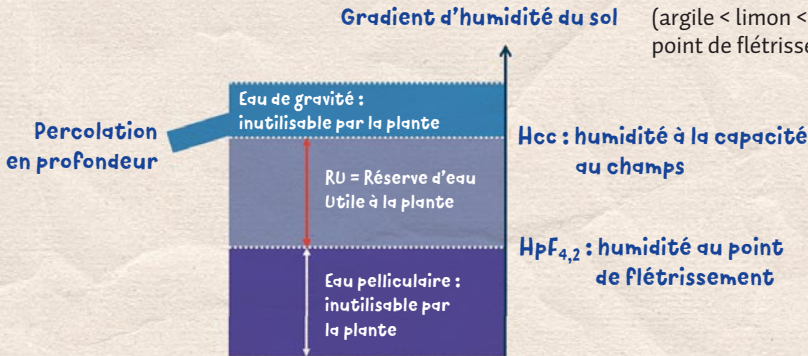 Gradient d'humidité du sol
(argile < limon <
point de flétriss
Eau de gravité :
inutilisable par la plante
Percolation
en profondeur
Hcc : humidité à la capacité
au champs
RU = Réserve d'eau
Utile à la plante
HpF4,2 : humidité au point
de flétrissement
Eau pelliculaire :
inutilisable par
la plante